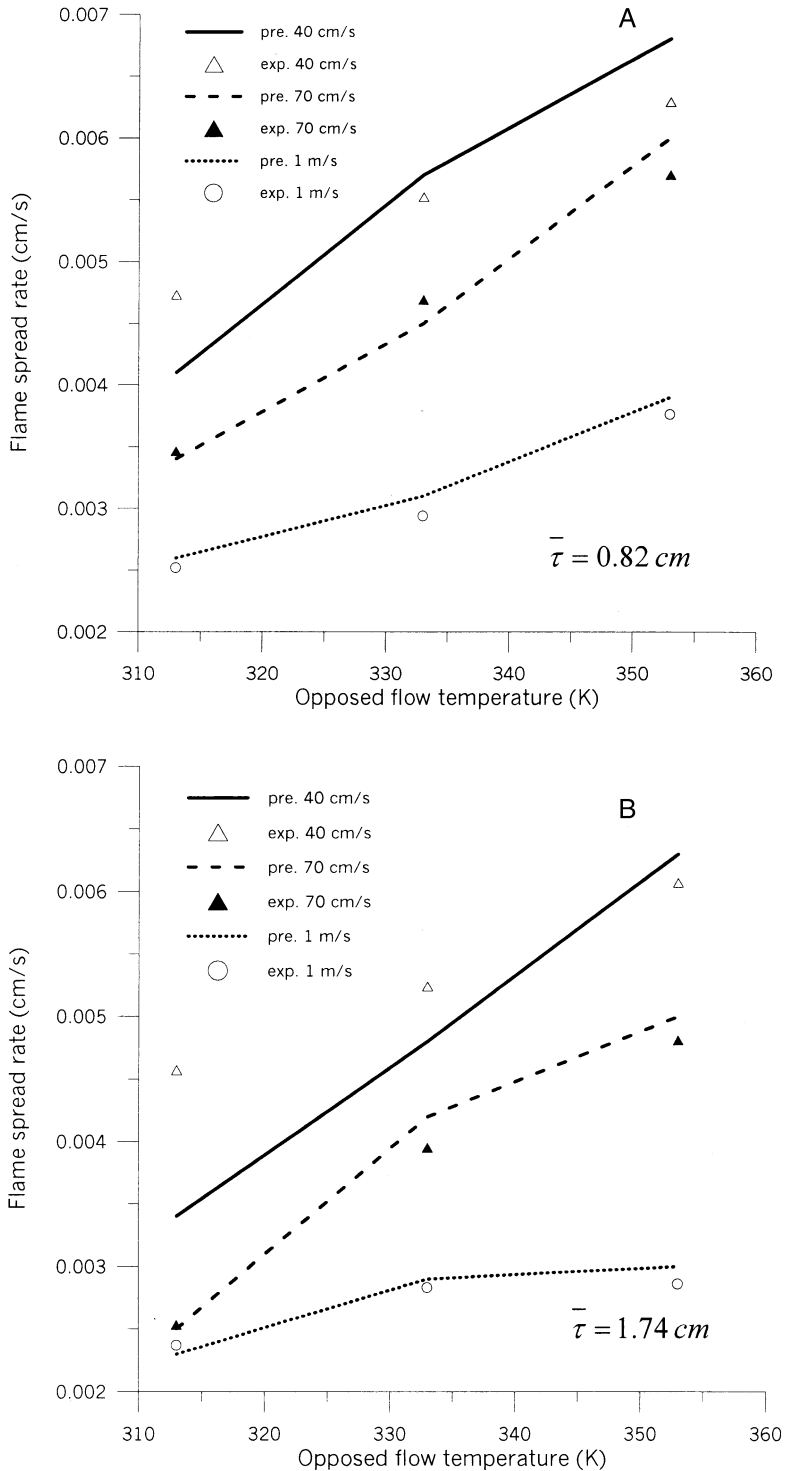 A
pre. 40 cm/s
exp. 40 cm/s
pre. 70 cm/s
exp. 70 cm/s
pre. 1 m/s
exp. 1 m/s
Flame spread rate (cm/s)
0.007
0.006
0.005
0.004
0.003
0.002
τ̄ = 0.82 cm
310 320 330 340 350 360
Opposed flow temperature (K)
B
pre. 40 cm/s
exp. 40 cm/s
pre. 70 cm/s
exp. 70 cm/s
pre. 1 m/s
exp. 1 m/s
Flame spread rate (cm/s)
0.007
0.006
0.005
0.004
0.003
0.002
τ̄ = 1.74 cm
310 320 330 340 350 360
Opposed flow temperature (K)